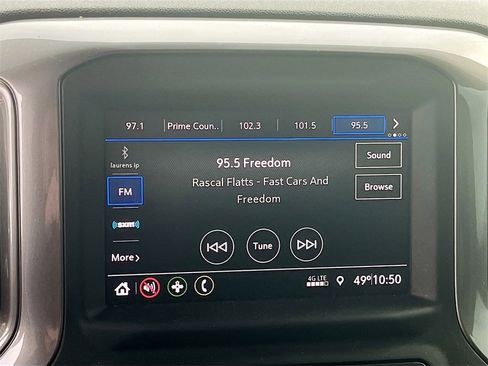 97.1 Prime Coun.. 102.3 101.5 95.5
laurens ip
95.5 Freedom
Sound
FM
Rascal Flatts - Fast Cars And
Freedom
Browse
SXM
Tune
More
4G LTE
49° 10:50